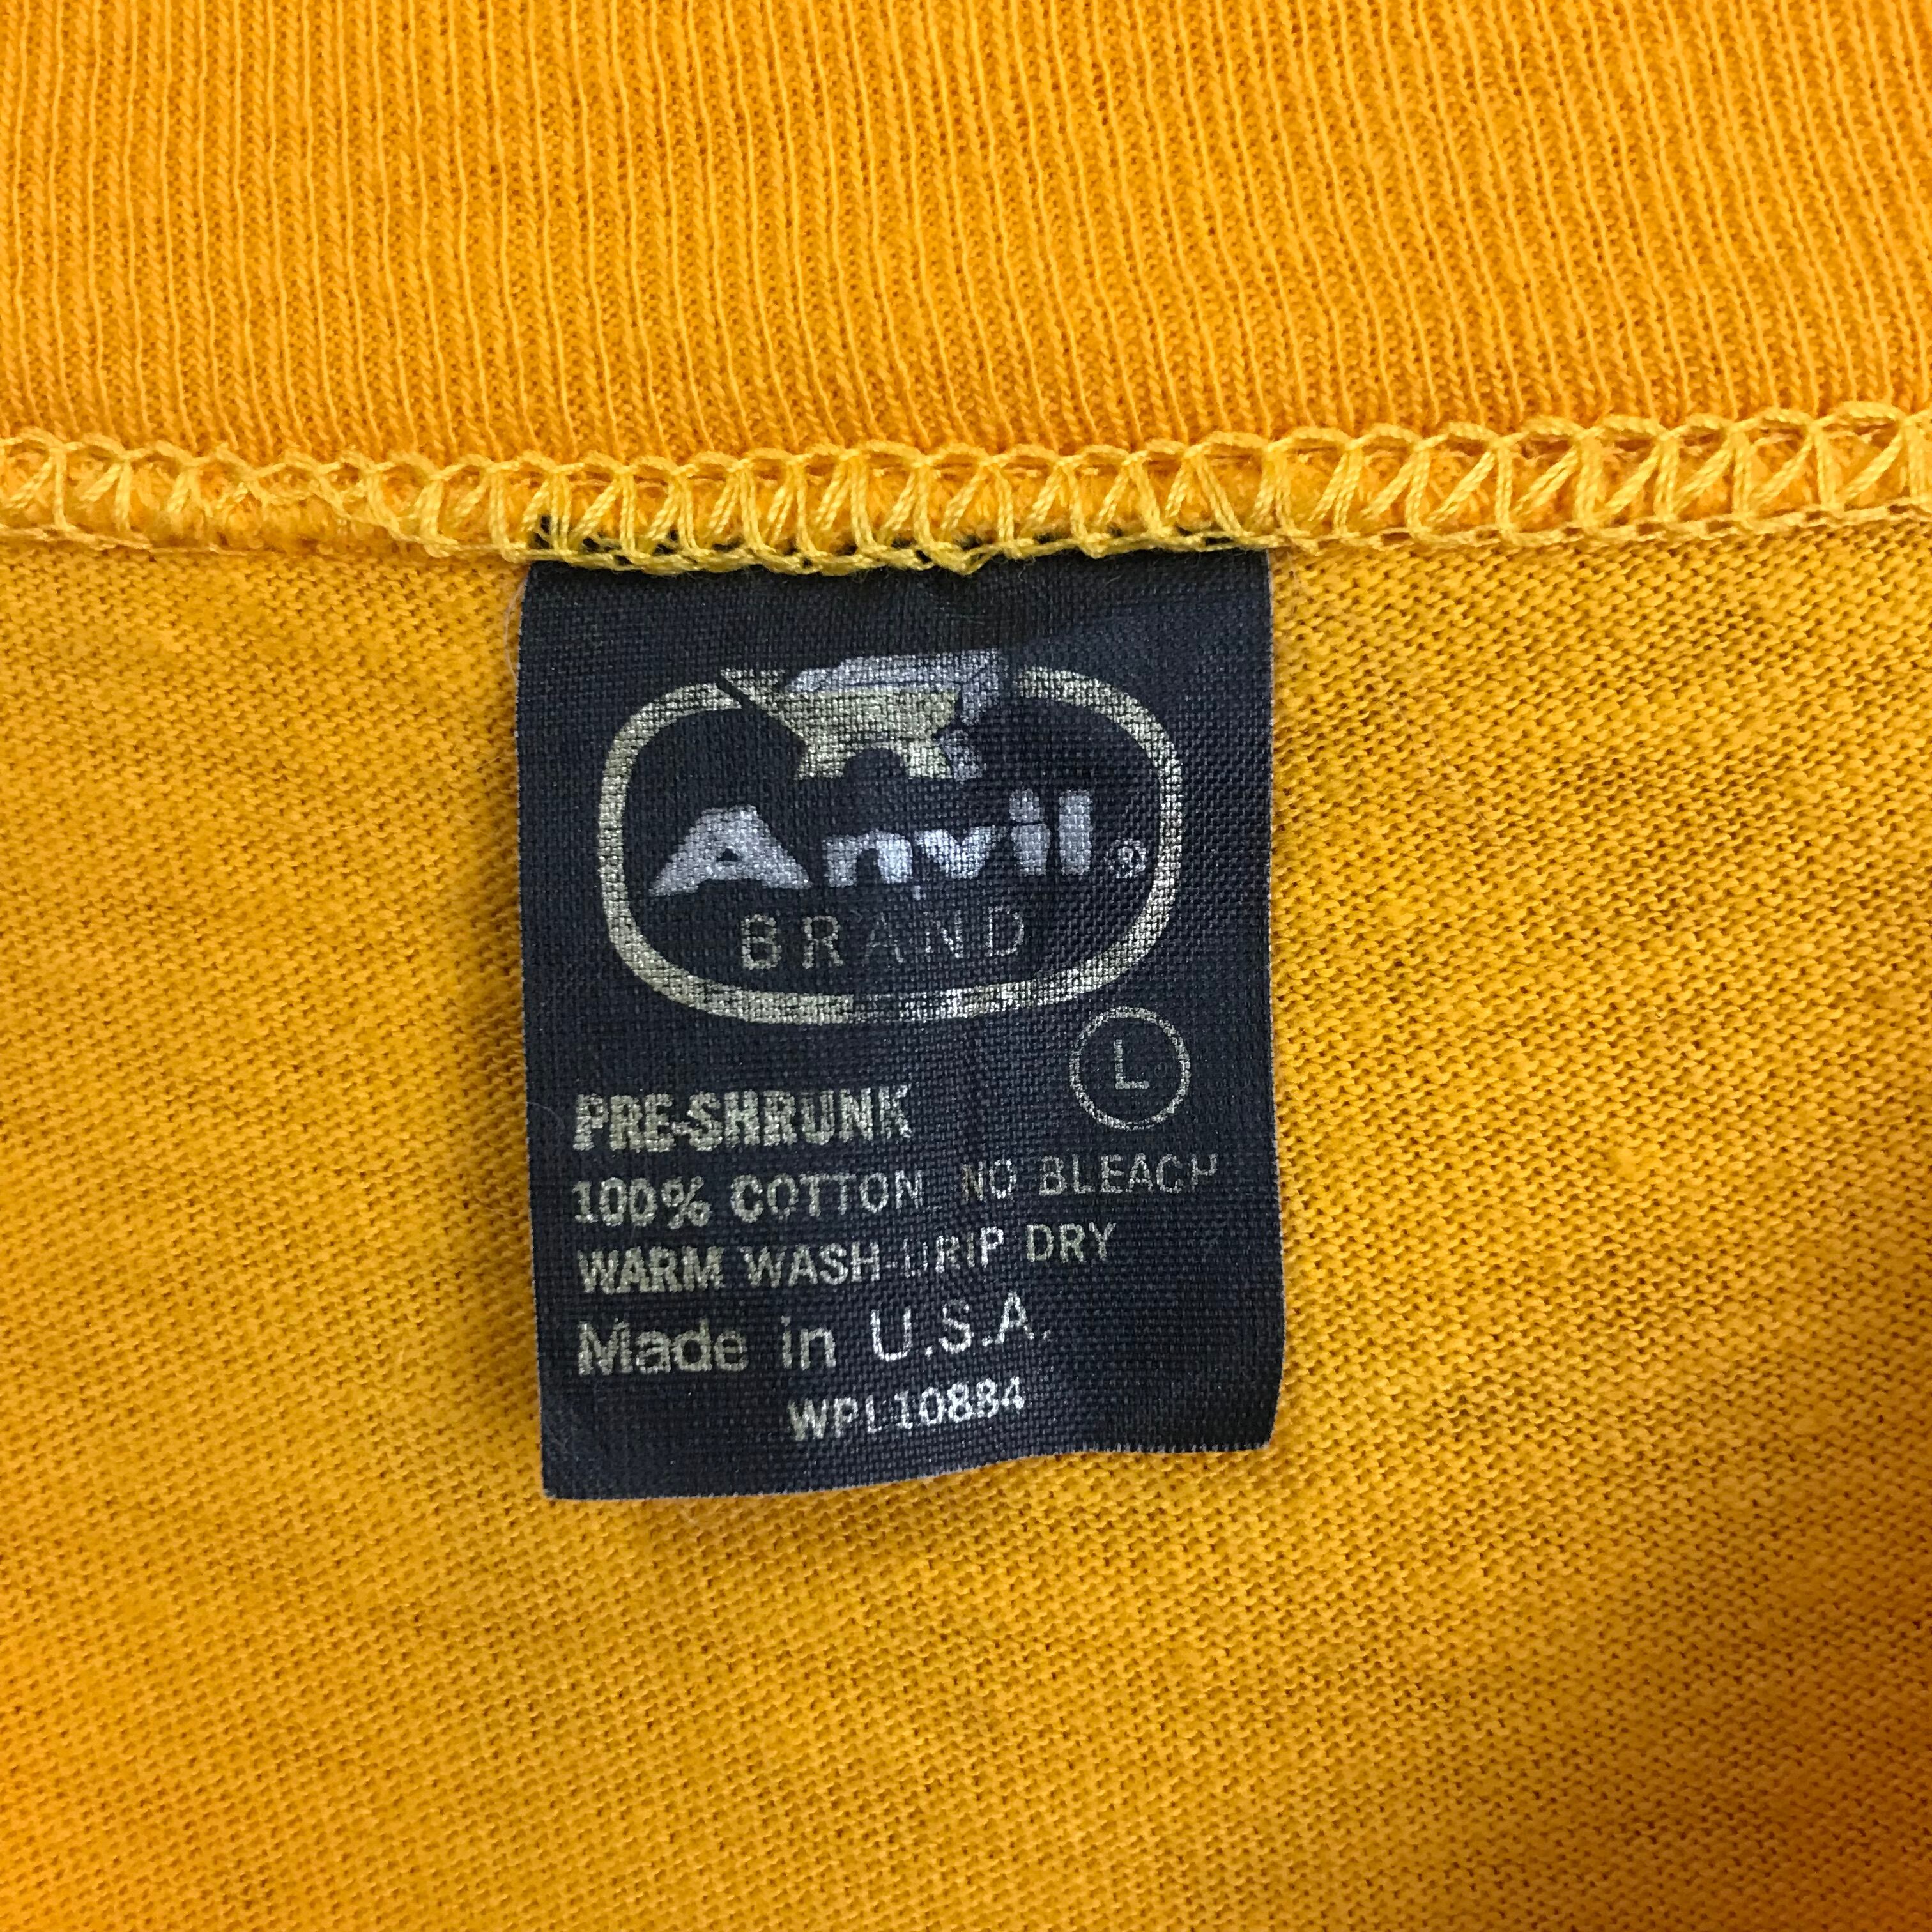 Anvil®
BRAND
L
PRE-SHRUNK
100% COTTON NO BLEACH
WARM WASH-DRIP DRY
Made in U.S.A.
WPL10884